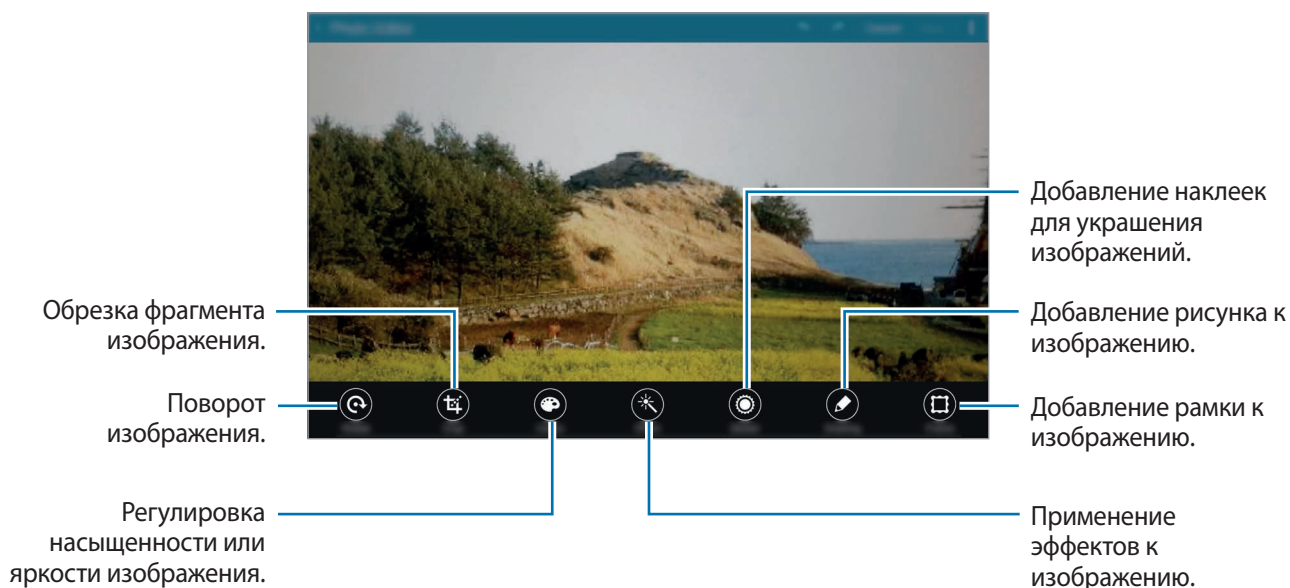 Добавление наклеек
для украшения
изображений.
Обрезка фрагмента
изображения.
Добавление рисунка к
изображению.
Поворот
изображения.
Добавление рамки к
изображению.
Регулировка
насыщенности или
яркости изображения.
Применение
эффектов к
изображению.